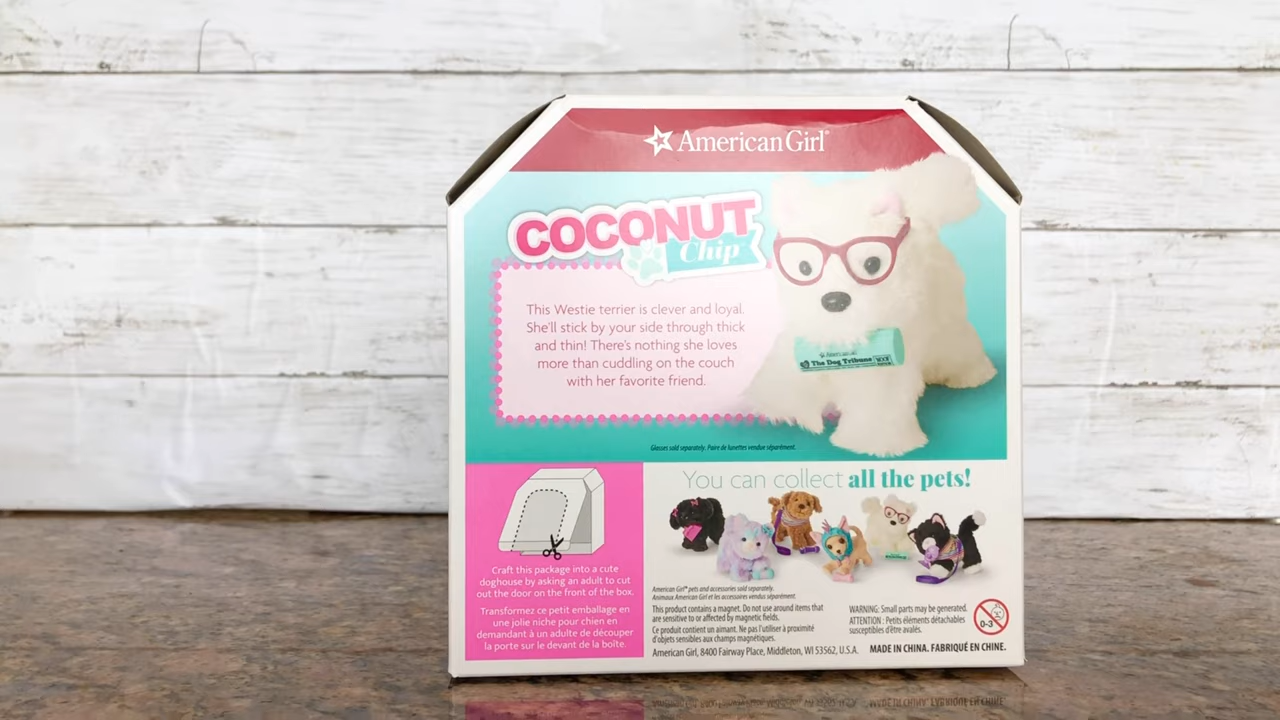 American Girl®
COCONUT
Chip
This Westie terrier is clever and loyal.
She'll stick by your side through thick
and thin! There's nothing she loves
more than cuddling on the couch
with her favorite friend.
The Dog Tribune
Glasses sold separately. Paire de lunettes vendue séparément.
You can collect all the pets!
Craft this package into a cute
doghouse by asking an adult to cut
out the door on the front of the box.
Transformez ce petit emballage en
une jolie niche pour chien en
demandant à un adulte de découper
la porte sur le devant de la boîte.
American Girl® pets and accessories sold separately.
Animaux American Girl et les accessoires vendus séparément.
This product contains a magnet. Do not use around items that
are sensitive to or affected by magnetic fields.
Ce produit contient un aimant. Ne pas l'utiliser à proximité
d'objets sensibles aux champs magnétiques.
WARNING: Small parts may be generated.
ATTENTION : Petits éléments détachables
susceptibles d'être avalés.
0-3
American Girl, 8400 Fairway Place, Middleton, WI 53562, U.S.A.
MADE IN CHINA. FABRIQUÉ EN CHINE.